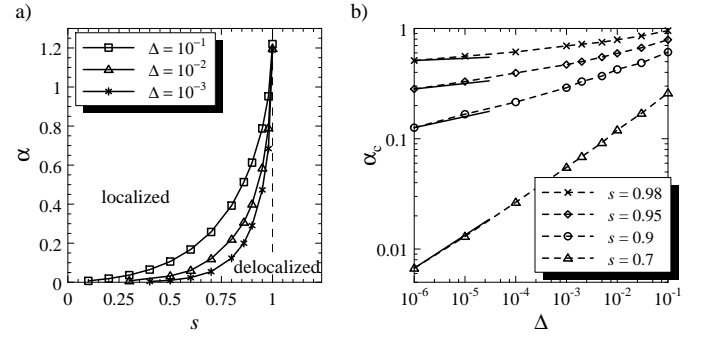 a)
α
1.2
1
0.8
0.6
0.4
0.2
0
Δ = 10⁻¹
Δ = 10⁻²
Δ = 10⁻³
localized
delocalized
0 0.25 0.5 0.75 1
s
b)
α_c
1
0.1
0.01
s = 0.98
s = 0.95
s = 0.9
s = 0.7
10⁻⁶ 10⁻⁵ 10⁻⁴ 10⁻³ 10⁻² 10⁻¹
Δ